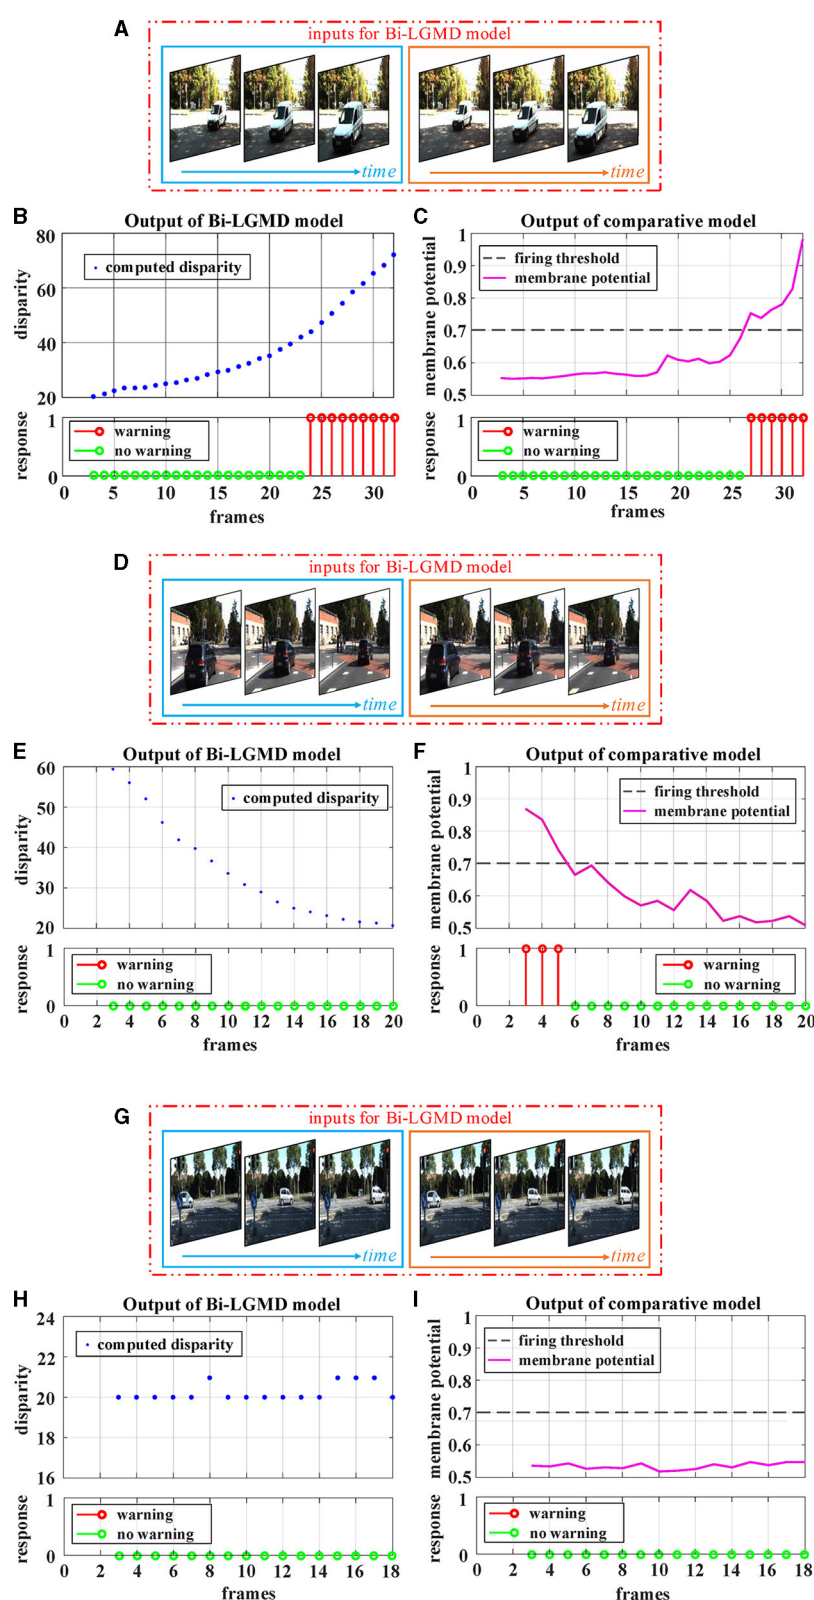 A
inputs for Bi-LGMD model
time
time
B
Output of Bi-LGMD model
disparity
80
60
40
20
computed disparity
response
1
0
warning
no warning
0 5 10 15 20 25 30
frames
C
Output of comparative model
membrane potential
1
0.9
0.8
0.7
0.6
0.5
firing threshold
membrane potential
response
1
0
warning
no warning
0 5 10 15 20 25 30
frames
D
inputs for Bi-LGMD model
time
time
E
Output of Bi-LGMD model
disparity
60
50
40
30
20
computed disparity
response
1
0
warning
no warning
0 2 4 6 8 10 12 14 16 18 20
frames
F
Output of comparative model
membrane potential
1
0.9
0.8
0.7
0.6
0.5
firing threshold
membrane potential
response
1
0
warning
no warning
0 2 4 6 8 10 12 14 16 18 20
frames
G
inputs for Bi-LGMD model
time
time
H
Output of Bi-LGMD model
disparity
24
22
20
18
16
computed disparity
response
1
0
warning
no warning
0 2 4 6 8 10 12 14 16 18
frames
I
Output of comparative model
membrane potential
1
0.9
0.8
0.7
0.6
0.5
firing threshold
membrane potential
response
1
0
warning
no warning
0 2 4 6 8 10 12 14 16 18
frames